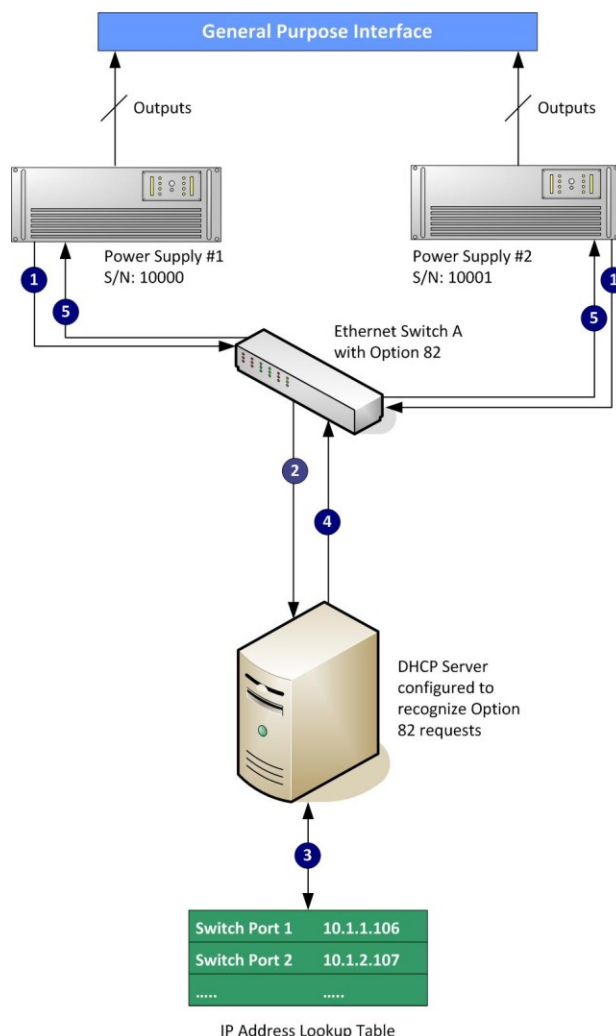 General Purpose Interface
Outputs
Outputs
Power Supply #1
S/N: 10000
Power Supply #2
S/N: 10001
1
5
5
1
Ethernet Switch A
with Option 82
2
4
DHCP Server
configured to
recognize Option
82 requests
3
Switch Port 1 10.1.1.106
Switch Port 2 10.1.2.107
..... .....
IP Address Lookup Table